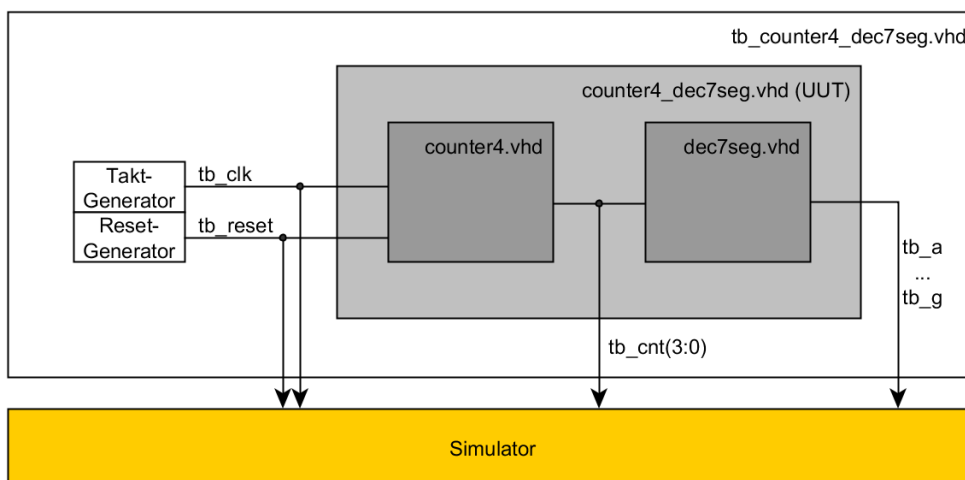 tb_counter4_dec7seg.vhd
counter4_dec7seg.vhd (UUT)
counter4.vhd
dec7seg.vhd
Takt-
Generator
tb_clk
Reset-
Generator
tb_reset
tb_a
...
tb_g
tb_cnt(3:0)
Simulator